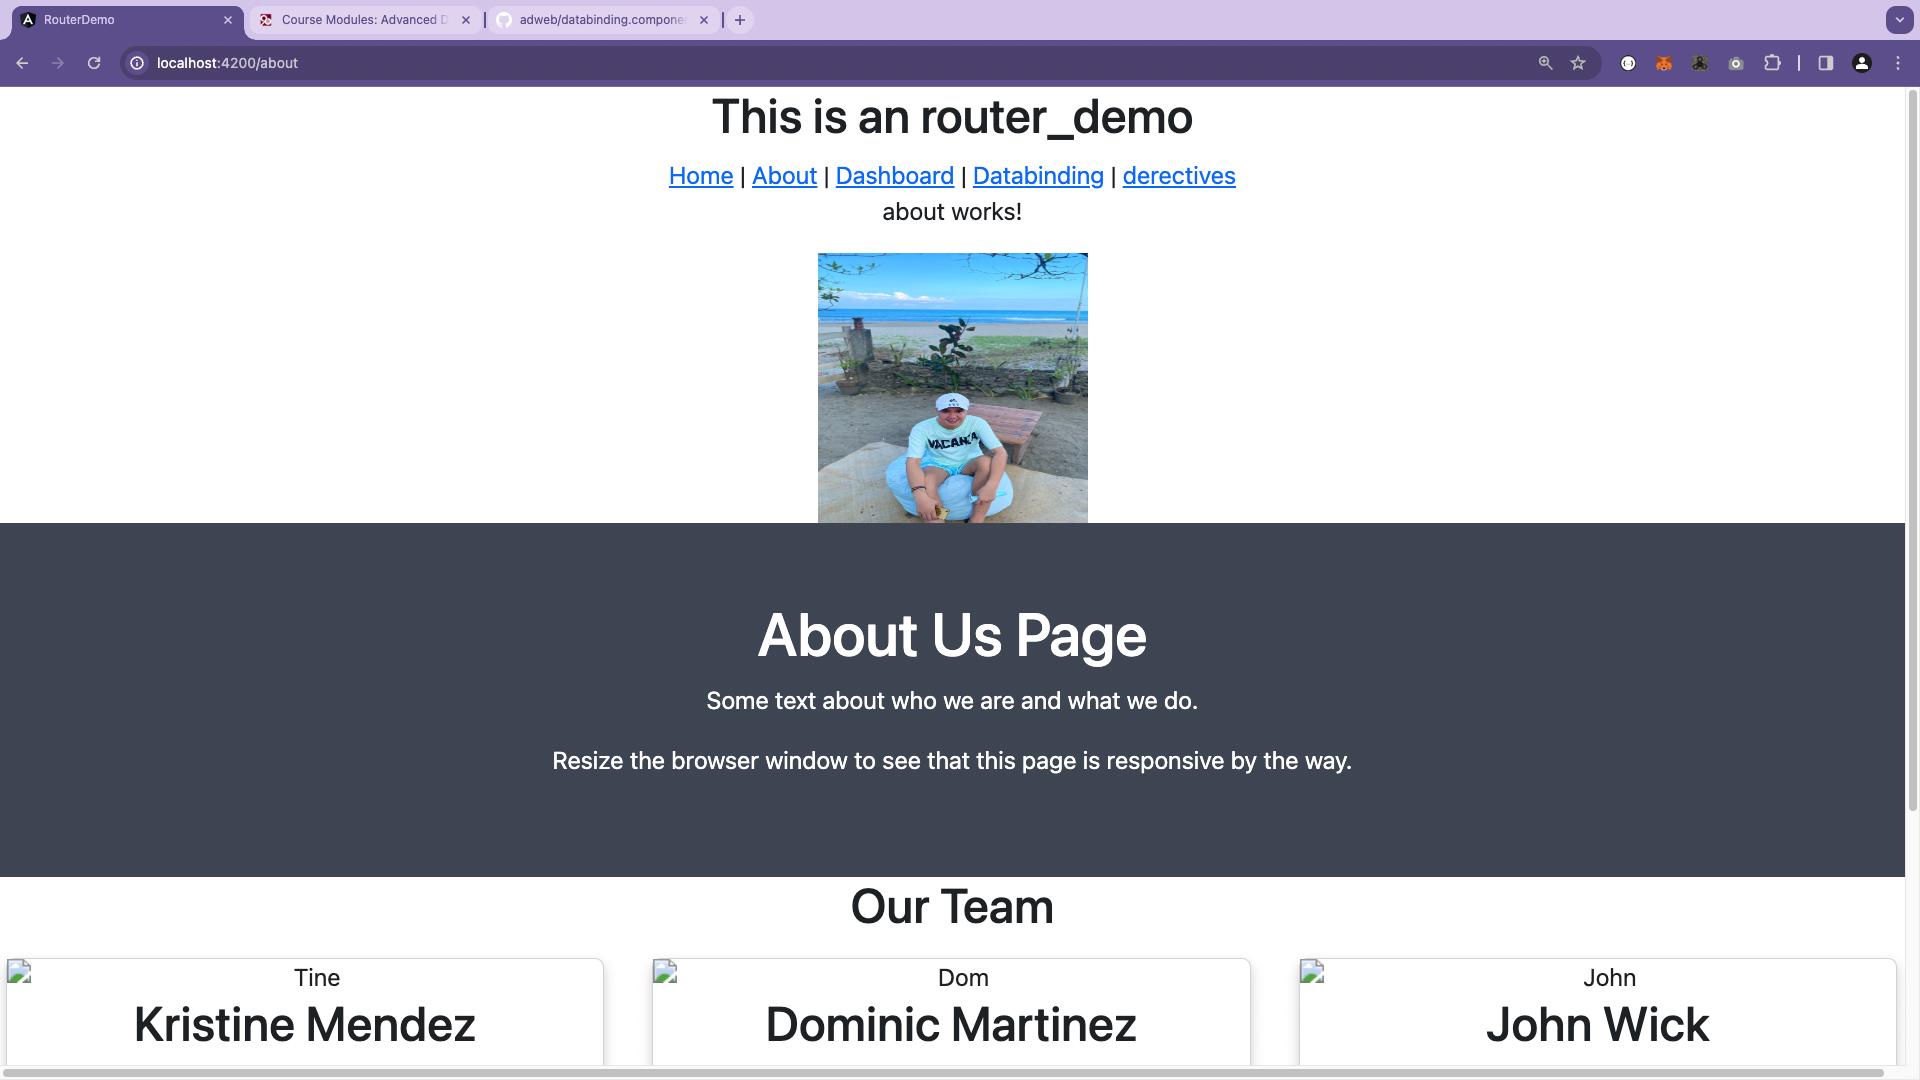 RouterDemo
Course Modules: Advanced D
adweb/databinding.compone
localhost:4200/about
This is an router_demo
Home | About | Dashboard | Databinding | derectives
about works!
VACAN
About Us Page
Some text about who we are and what we do.
Resize the browser window to see that this page is responsive by the way.
Our Team
Tine
Kristine Mendez
Dom
Dominic Martinez
John
John Wick